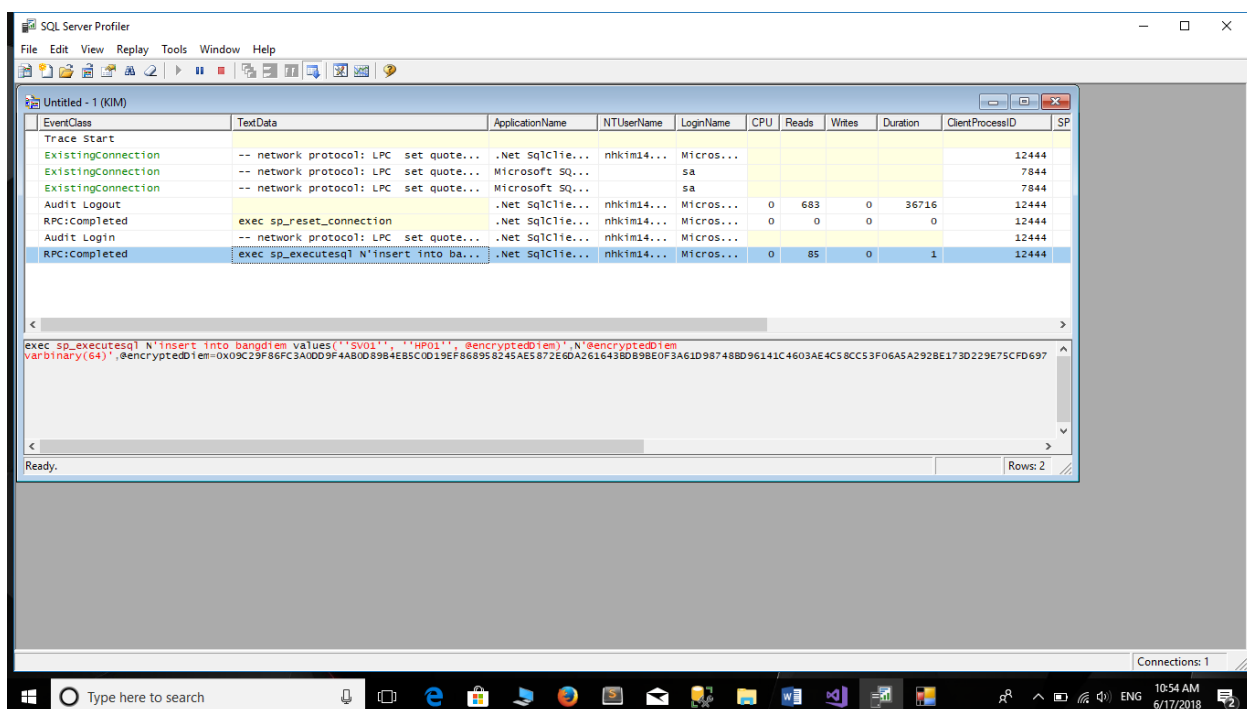 SQL Server Profiler
File Edit View Replay Tools Window Help
Untitled - 1 (KIM)
EventClass TextData ApplicationName NTUserName LoginName CPU Reads Writes Duration ClientProcessID SP
Trace Start
ExistingConnection -- network protocol: LPC set quote... .Net SqlClie... nhkim14... Micros... 12444
ExistingConnection -- network protocol: LPC set quote... Microsoft SQ... sa 7844
ExistingConnection -- network protocol: LPC set quote... Microsoft SQ... sa 7844
Audit Logout .Net SqlClie... nhkim14... Micros... 0 683 0 36716 12444
RPC:Completed exec sp_reset_connection .Net SqlClie... nhkim14... Micros... 0 0 0 0 12444
Audit Login -- network protocol: LPC set quote... .Net SqlClie... nhkim14... Micros... 12444
RPC:Completed exec sp_executesql N'insert into ba... .Net SqlClie... nhkim14... Micros... 0 85 0 1 12444
exec sp_executesql N'insert into bangdiem values(''SV01'', ''HP01'', @encryptedDiem)',N'@encryptedDiem
varbinary(64)',@encryptedDiem=0x09C29F86FC3A0DD9F4AB0D89B4EB5C0D19EF868958245AE5872E6DA261643BDB9BE0F3A61D98748BD96141C4603AE4C58CC53F06A5A292BE173D229E75CFD697
Ready.
Rows: 2
Connections: 1
Type here to search
ENG
10:54 AM
6/17/2018
2